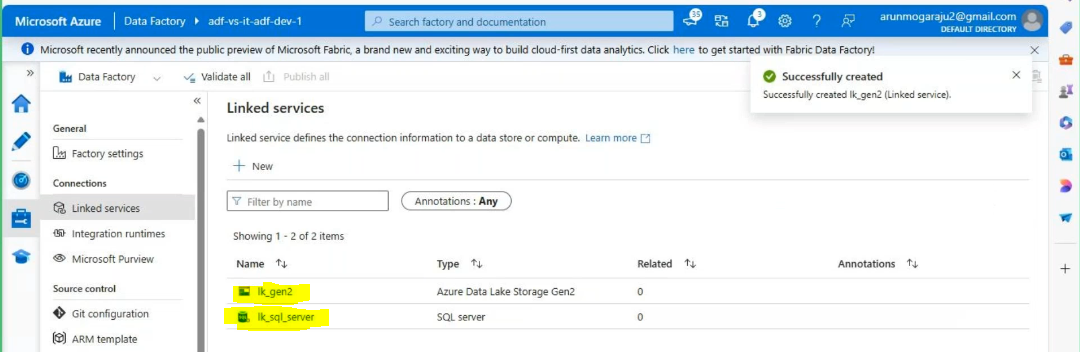 Microsoft Azure Data Factory adf-vs-it-adf-dev-1 Search factory and documentation 35 3 arunmogaraju2@gmail.com
DEFAULT DIRECTORY
Microsoft recently announced the public preview of Microsoft Fabric, a brand new and exciting way to build cloud-first data analytics. Click here to get started with Fabric Data Factory!
Data Factory Validate all Publish all
Successfully created
Successfully created lk_gen2 (Linked service).
General
Factory settings
Connections
Linked services
Integration runtimes
Microsoft Purview
Source control
Git configuration
ARM template
Linked services
Linked service defines the connection information to a data store or compute. Learn more
New
Filter by name
Annotations : Any
Showing 1 - 2 of 2 items
Name Type Related Annotations
lk_gen2 Azure Data Lake Storage Gen2 0
lk_sql_server SQL server 0